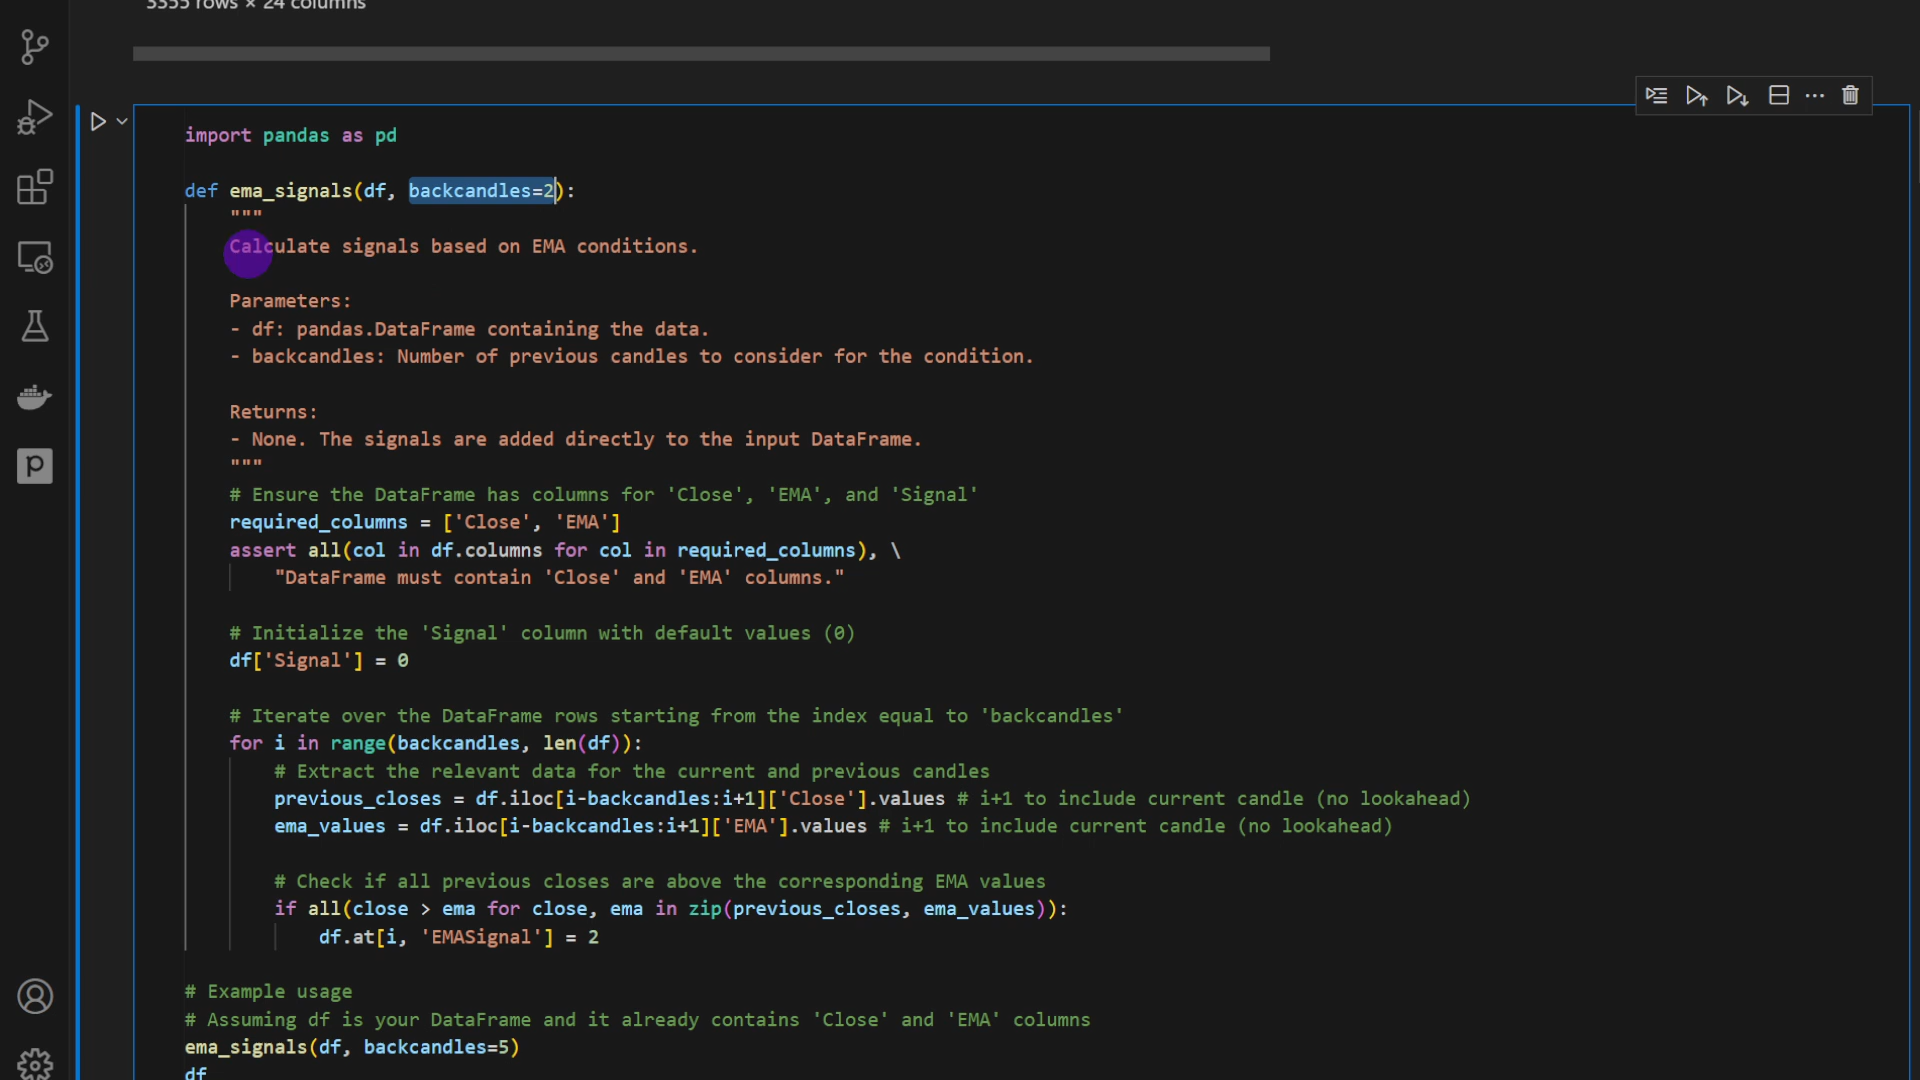 3355 rows × 24 columns
import pandas as pd
def ema_signals(df, backcandles=2):
    """
    Calculate signals based on EMA conditions.
    Parameters:
    - df: pandas.DataFrame containing the data.
    - backcandles: Number of previous candles to consider for the condition.
    Returns:
    - None. The signals are added directly to the input DataFrame.
    """
    # Ensure the DataFrame has columns for 'Close', 'EMA', and 'Signal'
    required_columns = ['Close', 'EMA']
    assert all(col in df.columns for col in required_columns), \
        "DataFrame must contain 'Close' and 'EMA' columns."
    # Initialize the 'Signal' column with default values (0)
    df['Signal'] = 0
    # Iterate over the DataFrame rows starting from the index equal to 'backcandles'
    for i in range(backcandles, len(df)):
        # Extract the relevant data for the current and previous candles
        previous_closes = df.iloc[i-backcandles:i+1]['Close'].values # i+1 to include current candle (no lookahead)
        ema_values = df.iloc[i-backcandles:i+1]['EMA'].values # i+1 to include current candle (no lookahead)
        # Check if all previous closes are above the corresponding EMA values
        if all(close > ema for close, ema in zip(previous_closes, ema_values)):
            df.at[i, 'EMASignal'] = 2
# Example usage
# Assuming df is your DataFrame and it already contains 'Close' and 'EMA' columns
ema_signals(df, backcandles=5)
df